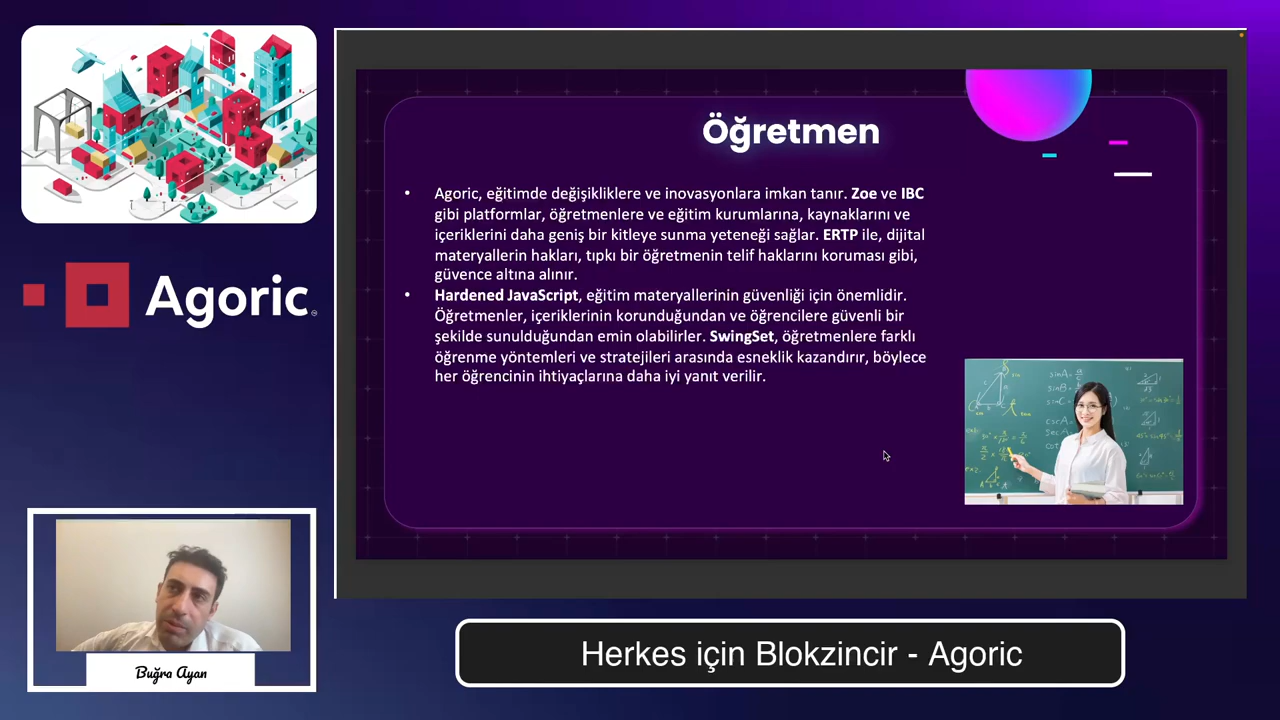 Öğretmen
• Agoric, eğitimde değişikliklere ve inovasyonlara imkan tanır. Zoe ve IBC
gibi platformlar, öğretmenlere ve eğitim kurumlarına, kaynaklarını ve
içeriklerini daha geniş bir kitleye sunma yeteneği sağlar. ERTP ile, dijital
materyallerin hakları, tıpkı bir öğretmenin telif haklarını koruması gibi,
güvence altına alınır.
• Hardened JavaScript, eğitim materyallerinin güvenliği için önemlidir.
Öğretmenler, içeriklerinin korunduğundan ve öğrencilere güvenli bir
şekilde sunulduğundan emin olabilirler. SwingSet, öğretmenlere farklı
öğrenme yöntemleri ve stratejileri arasında esneklik kazandırır, böylece
her öğrencinin ihtiyaçlarına daha iyi yanıt verilir.
Agoric
Buğra Ayan
Herkes için Blokzincir - Agoric